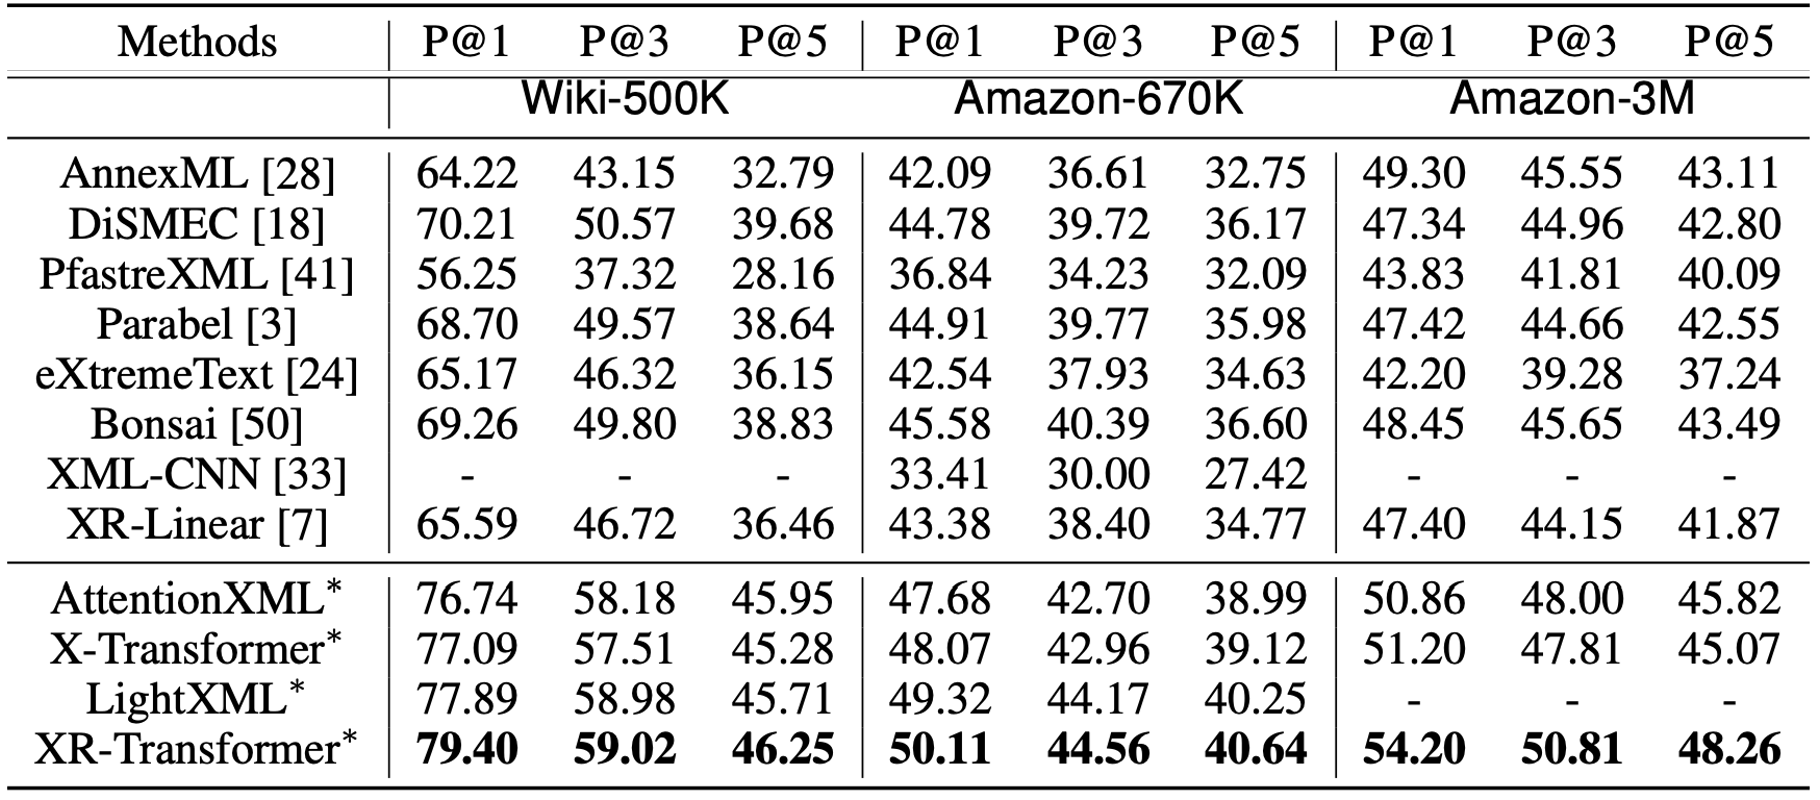 Methods P@1 P@3 P@5 P@1 P@3 P@5 P@1 P@3 P@5
Wiki-500K Amazon-670K Amazon-3M
AnnexML [28] 64.22 43.15 32.79 42.09 36.61 32.75 49.30 45.55 43.11
DiSMEC [18] 70.21 50.57 39.68 44.78 39.72 36.17 47.34 44.96 42.80
PfastreXML [41] 56.25 37.32 28.16 36.84 34.23 32.09 43.83 41.81 40.09
Parabel [3] 68.70 49.57 38.64 44.91 39.77 35.98 47.42 44.66 42.55
eXtremeText [24] 65.17 46.32 36.15 42.54 37.93 34.63 42.20 39.28 37.24
Bonsai [50] 69.26 49.80 38.83 45.58 40.39 36.60 48.45 45.65 43.49
XML-CNN [33] - - - 33.41 30.00 27.42 - - -
XR-Linear [7] 65.59 46.72 36.46 43.38 38.40 34.77 47.40 44.15 41.87
AttentionXML* 76.74 58.18 45.95 47.68 42.70 38.99 50.86 48.00 45.82
X-Transformer* 77.09 57.51 45.28 48.07 42.96 39.12 51.20 47.81 45.07
LightXML* 77.89 58.98 45.71 49.32 44.17 40.25 - - -
XR-Transformer* 79.40 59.02 46.25 50.11 44.56 40.64 54.20 50.81 48.26